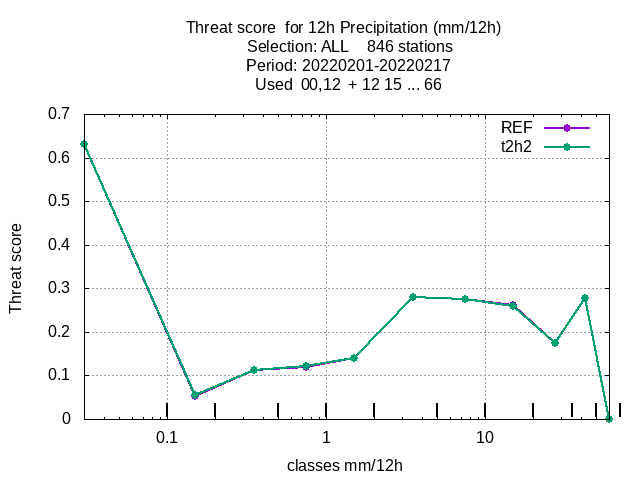 Threat score  for 12h Precipitation (mm/12h)
Selection: ALL    846 stations
Period: 20220201-20220217
Used  00,12  + 12 15 ... 66
REF
t2h2
0.7
0.6
0.5
0.4
0.3
0.2
0.1
0
Threat score
0.1 1 10
classes mm/12h